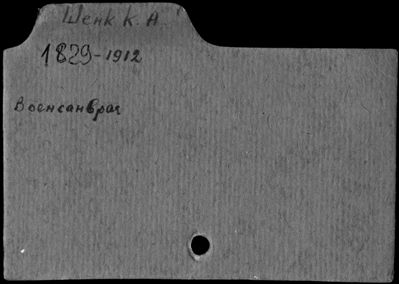 Шенк К. А.
1829-1912
Военсанврач